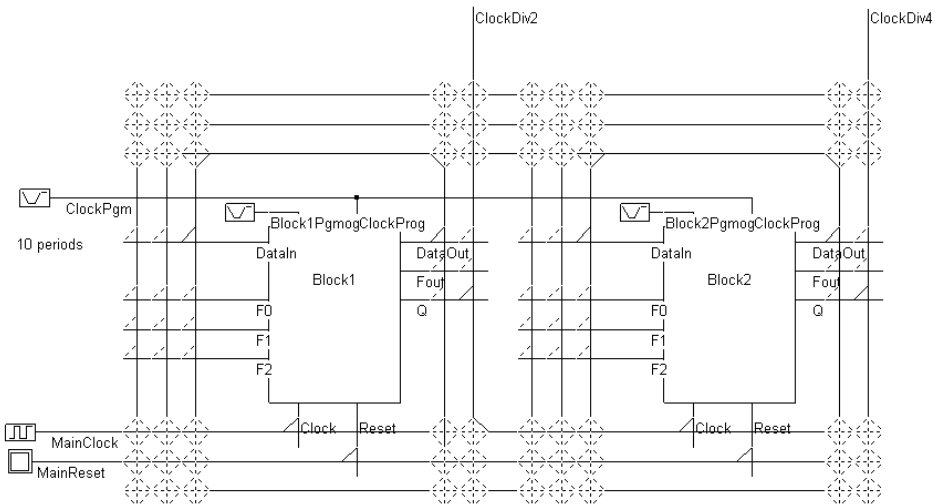 ClockDiv2
ClockDiv4
ClockPgm
Block1PgmogClockProg
Block2PgmogClockProg
10 periods
DataIn
DataOut
DataIn
DataOut
Block1
Fout
Block2
Fout
F0
Q
F0
Q
F1
F1
F2
F2
Clock
Reset
Clock
Reset
MainClock
MainReset